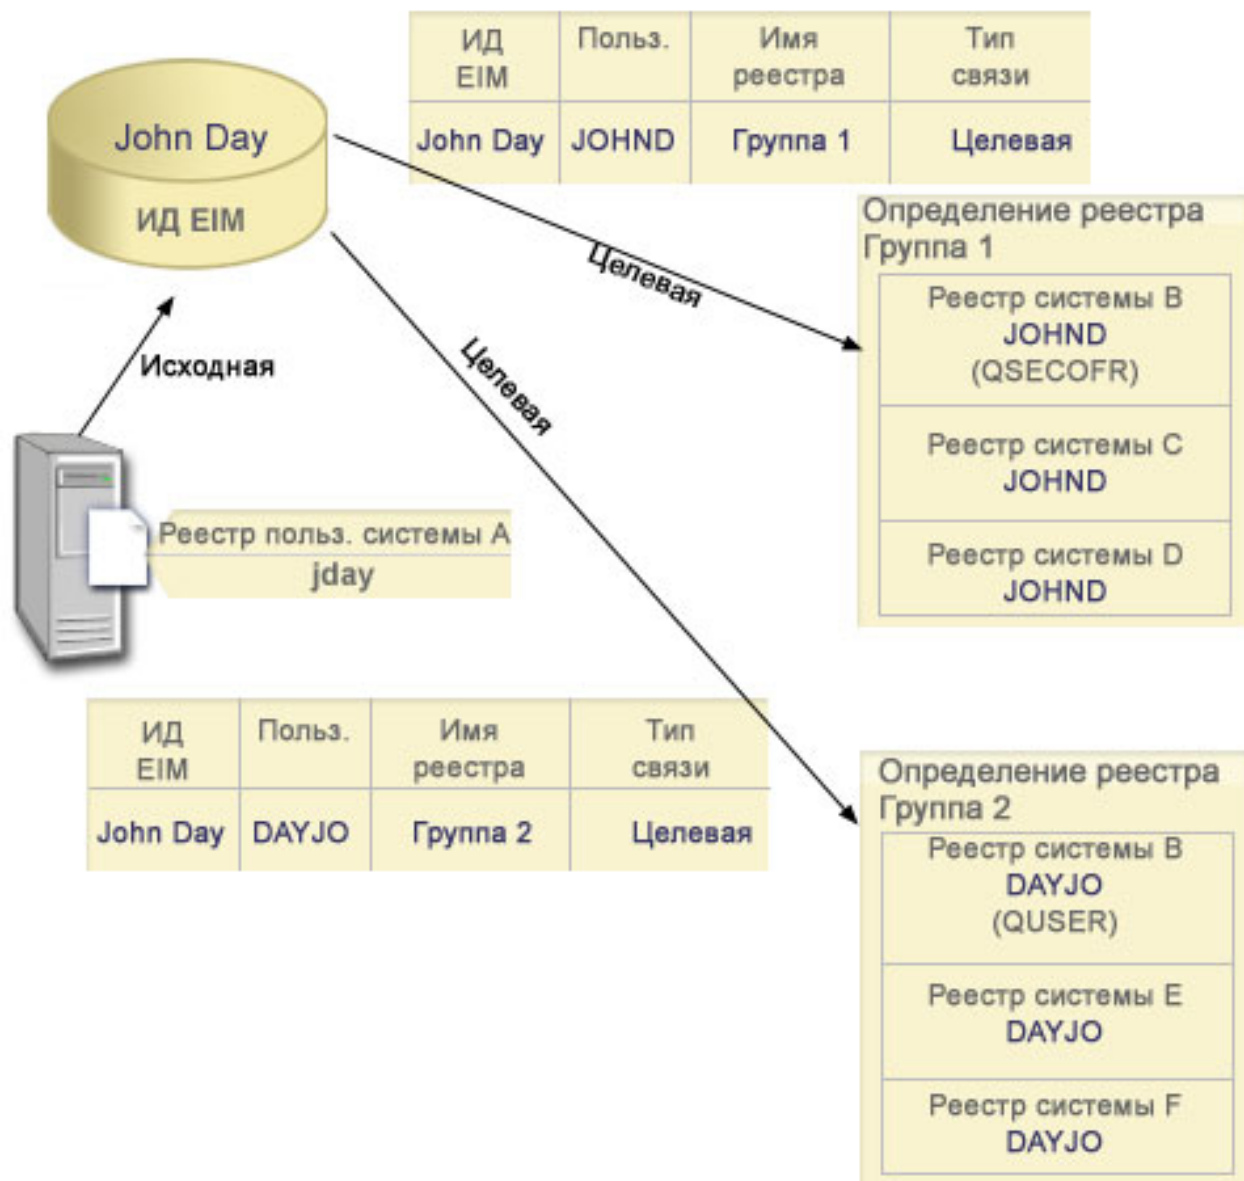 ИД
EIM
Польз.
Имя
реестра
Тип
связи
John Day
JOHND
Группа 1
Целевая
John Day
ИД EIM
Определение реестра
Группа 1
Реестр системы B
JOHND
(QSECOFR)
Реестр системы C
JOHND
Реестр системы D
JOHND
Целевая
Целевая
Исходная
Реестр польз. системы A
jday
ИД
EIM
Польз.
Имя
реестра
Тип
связи
John Day
DAYJO
Группа 2
Целевая
Определение реестра
Группа 2
Реестр системы B
DAYJO
(QUSER)
Реестр системы E
DAYJO
Реестр системы F
DAYJO